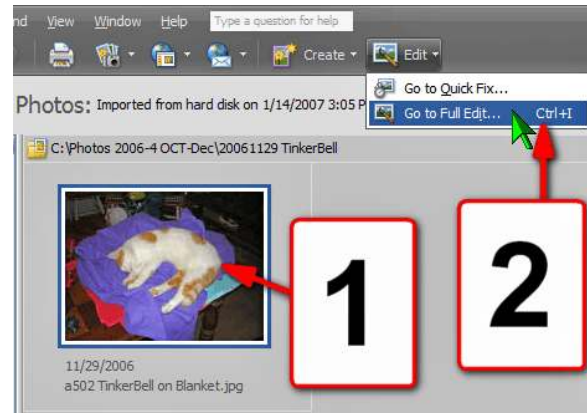 nd View Window Help Type a question for help
Create Edit
Go to Quick Fix...
Photos: Imported from hard disk on 1/14/2007 3:05 P
Go to Full Edit... Ctrl+I
C:\Photos 2006-4 OCT-Dec\20061129 TinkerBell
1
2
11/29/2006
a502 TinkerBell on Blanket.jpg